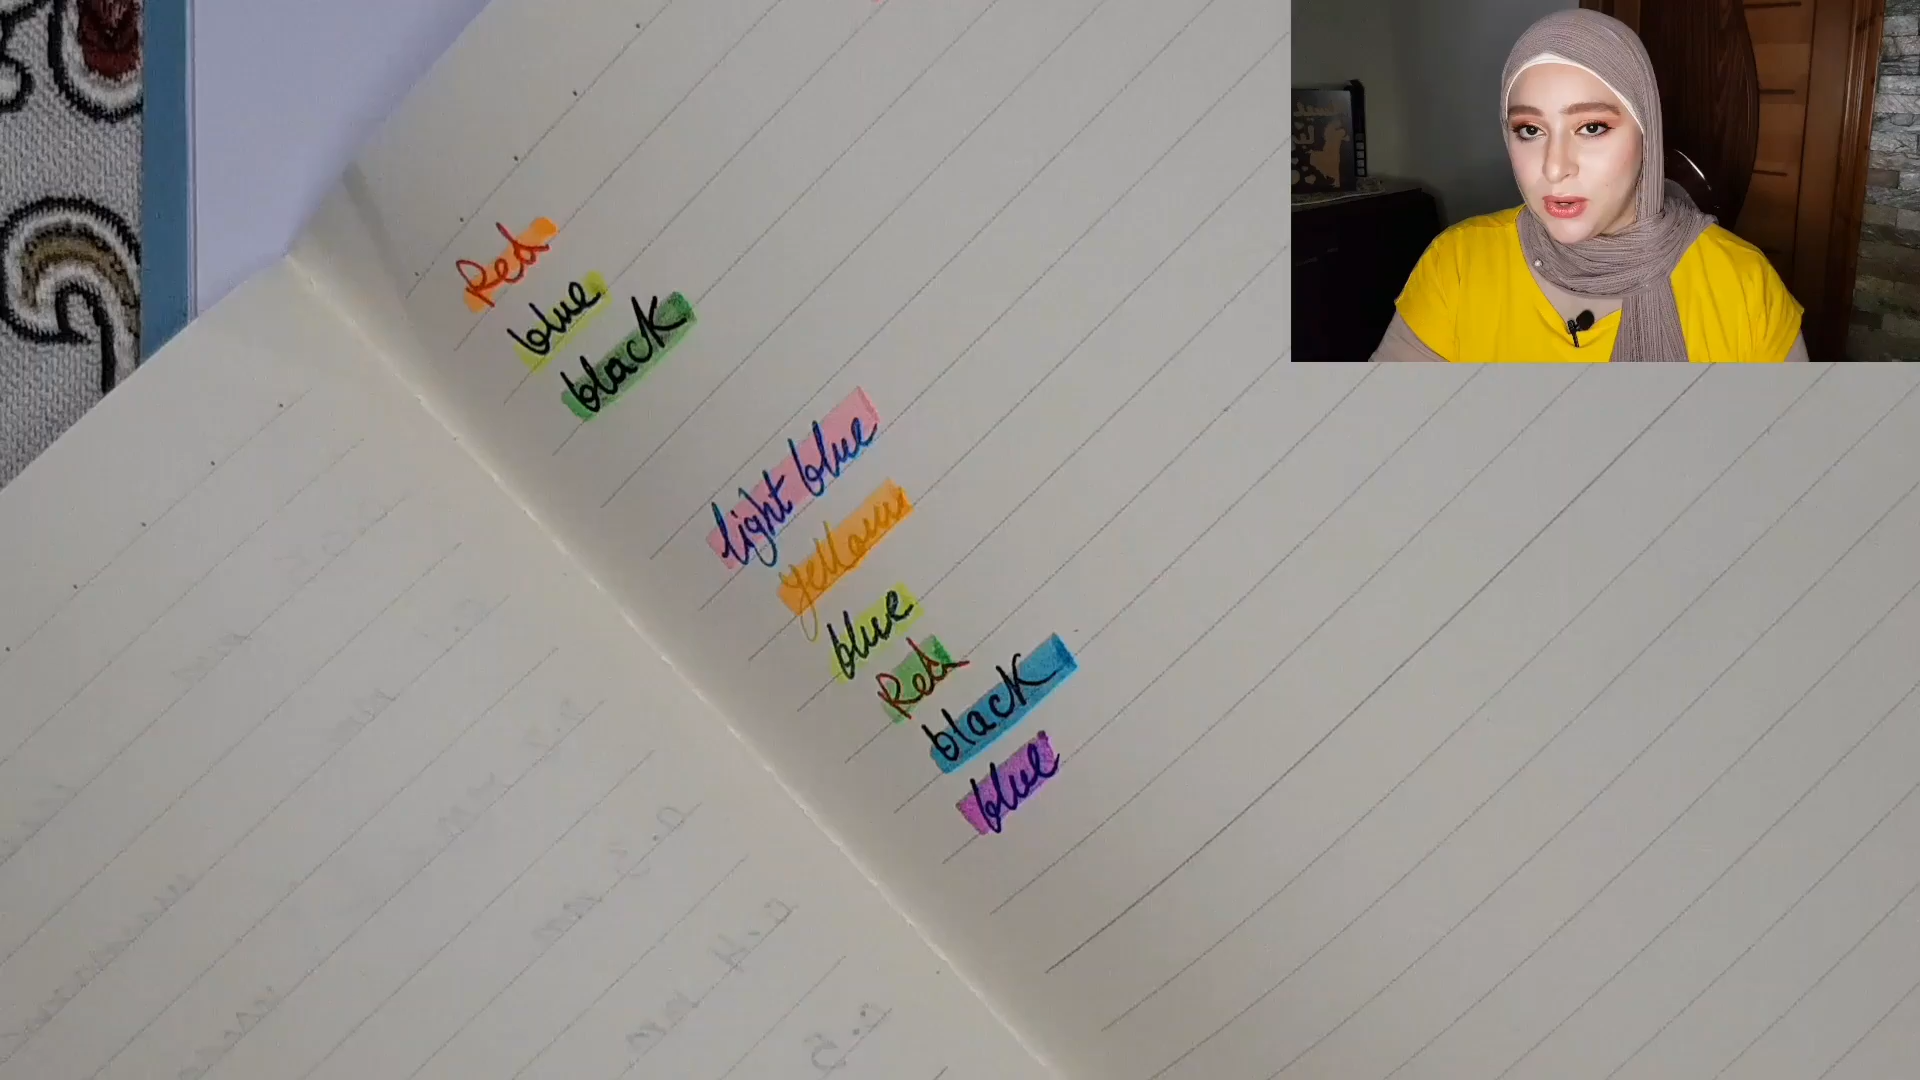 Red
blue
black
light blue
yellow
blue
Red
black
blue